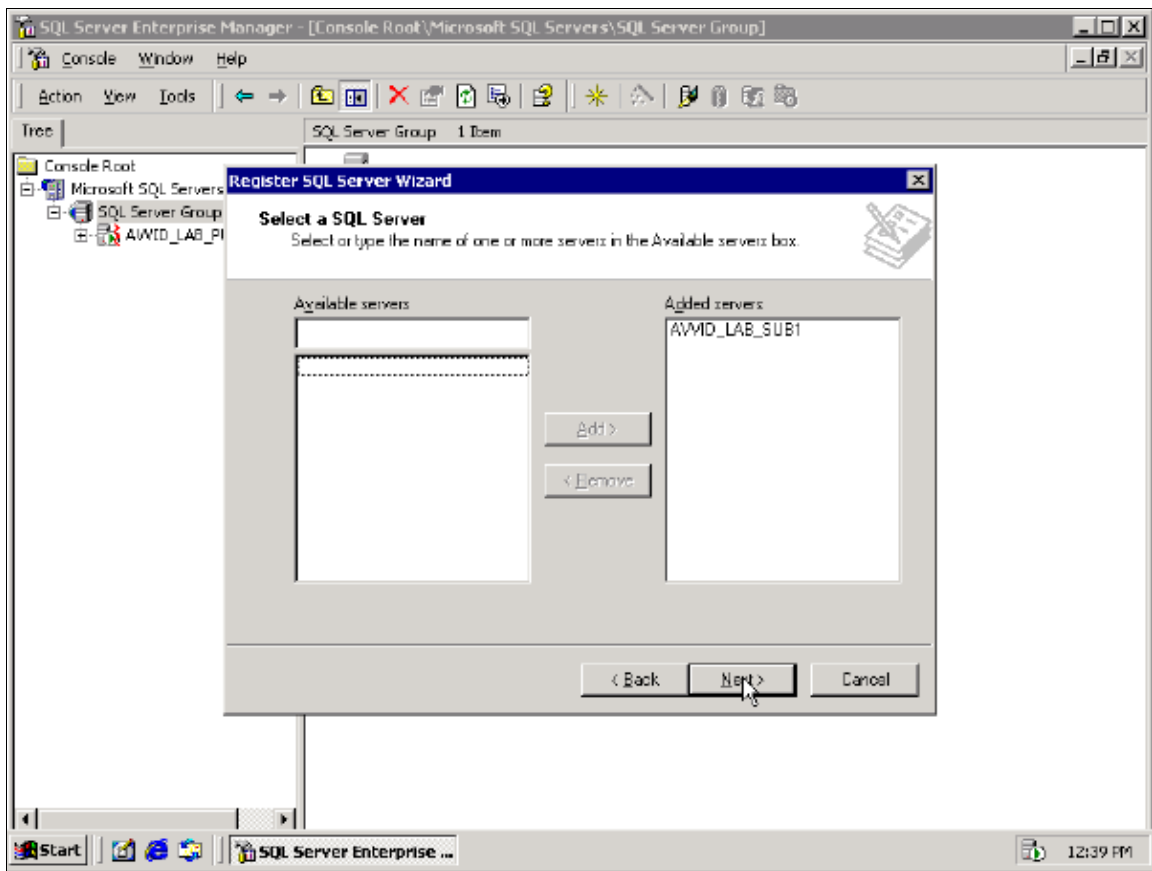 SQL Server Enterprise Manager - [Console Root\Microsoft SQL Servers\SQL Server Group]
Console Window Help
Action View Tools
Tree
SQL Server Group 1 Item
Console Root
Microsoft SQL Servers
SQL Server Group
AVVID_LAB_PU
Register SQL Server Wizard
Select a SQL Server
Select or type the name of one or more servers in the Available servers box.
Available servers
Added servers
AVVID_LAB_SUB1
Add >
< Remove
< Back
Next >
Cancel
Start
SQL Server Enterprise ...
12:39 PM